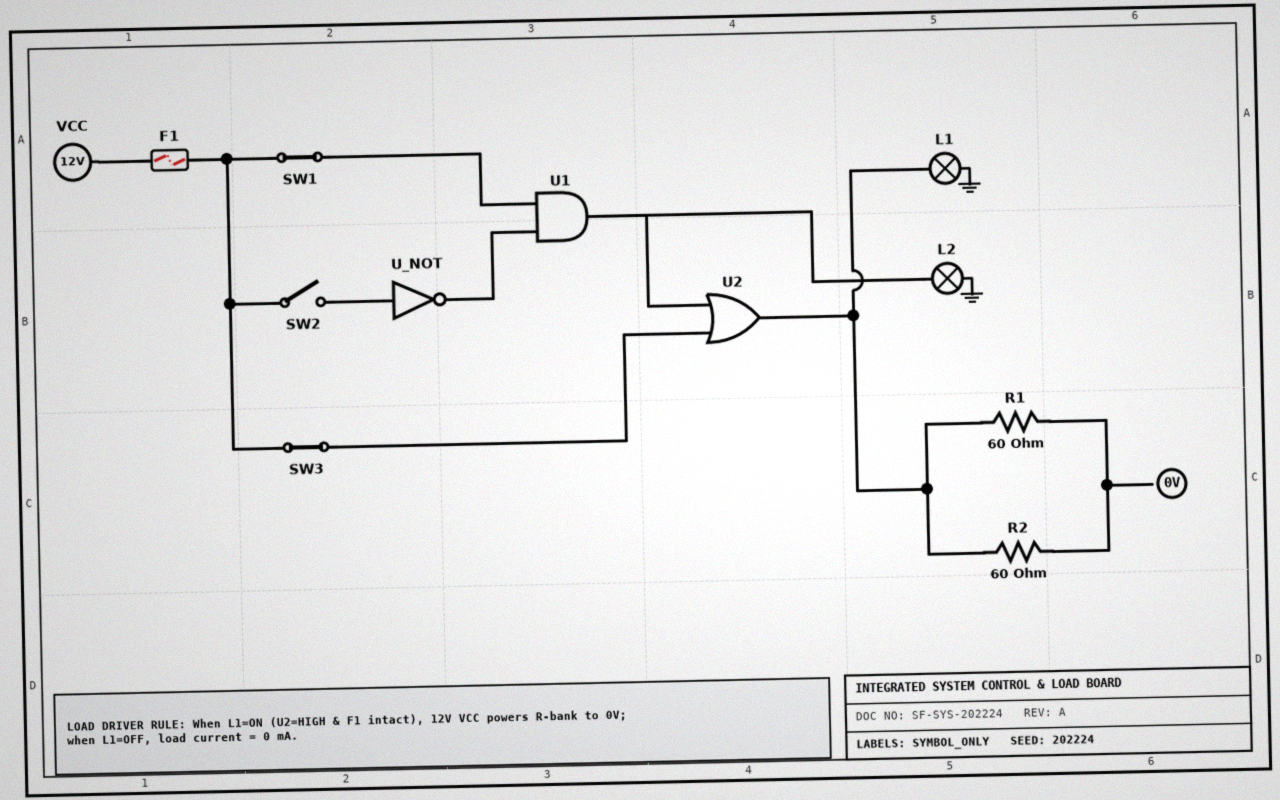 1 2 3 4 5 6
A
B
C
D
A
B
C
D
VCC
12V
F1
SW1
U1
U_NOT
SW2
U2
SW3
L1
L2
R1
60 Ohm
0V
R2
60 Ohm
LOAD DRIVER RULE: When L1=ON (U2=HIGH & F1 intact), 12V VCC powers R-bank to 0V;
when L1=OFF, load current = 0 mA.
INTEGRATED SYSTEM CONTROL & LOAD BOARD
DOC NO: SF-SYS-202224 REV: A
LABELS: SYMBOL_ONLY SEED: 202224
1 2 3 4 5 6